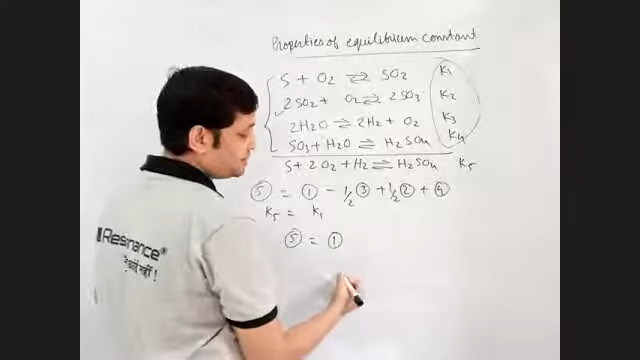 Properties of equilibrium constant
S + O₂ ⇌ SO₂ K₁
2SO₂ + O₂ ⇌ 2SO₃ K₂
2H₂O ⇌ 2H₂ + O₂ K₃
SO₃ + H₂O ⇌ H₂SO₄ K₄
S + 2O₂ + H₂ ⇌ H₂SO₄ K₅
⑤ = ① - 1/2 ③ + 1/2 ② + ④
K₅ = K₁
⑤ = ①
Resonance